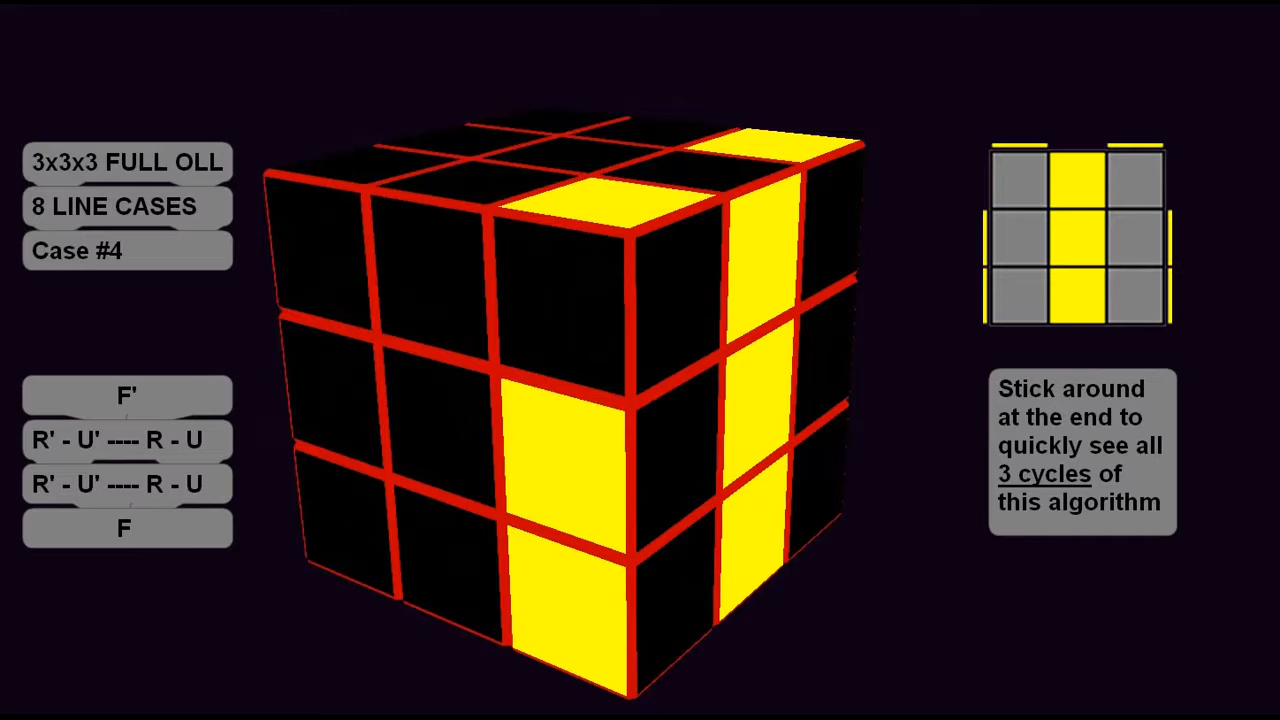 3x3x3 FULL OLL
8 LINE CASES
Case #4
F'
R' - U' ---- R - U
R' - U' ---- R - U
F
Stick around
at the end to
quickly see all
3 cycles of
this algorithm